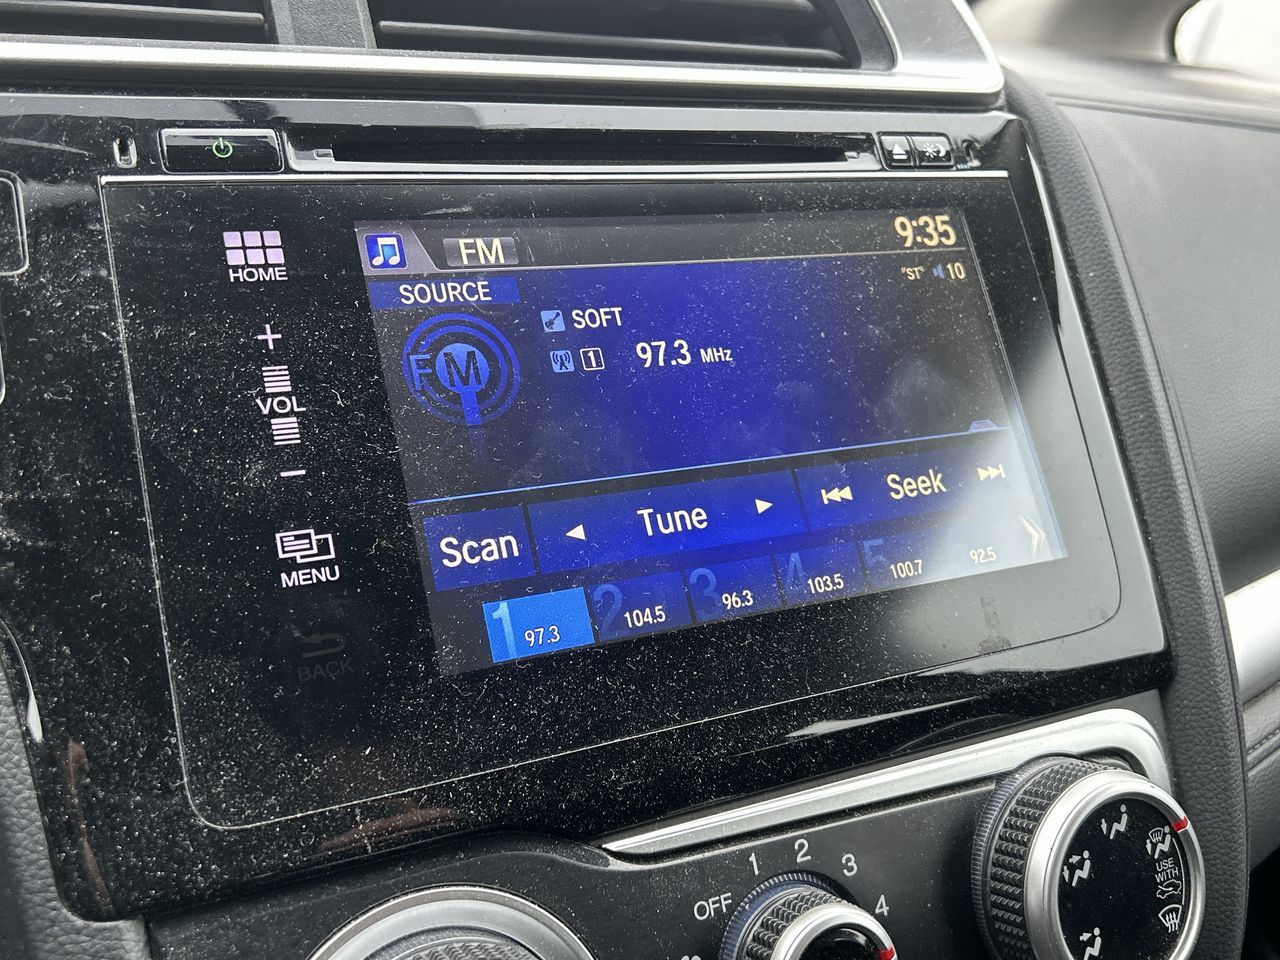 FM
9:35
HOME
SOURCE
"ST" 10
SOFT
+
FM
1 97.3 MHz
VOL
-
Scan
Tune
Seek
MENU
1 97.3
2 104.5
3 96.3
4 103.5
5 100.7
92.5
BACK
OFF 1 2 3 4
USE
WITH